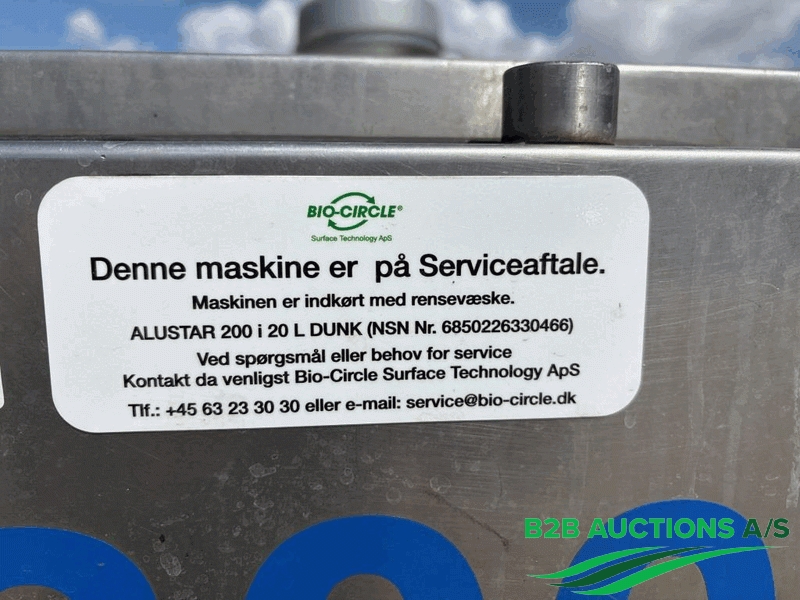 BIO-CIRCLE®
Surface Technology ApS
Denne maskine er på Serviceaftale.
Maskinen er indkørt med rensevæske.
ALUSTAR 200 i 20 L DUNK (NSN Nr. 6850226330466)
Ved spørgsmål eller behov for service
Kontakt da venligst Bio-Circle Surface Technology ApS
Tlf.: +45 63 23 30 30 eller e-mail: service@bio-circle.dk
B2B AUCTIONS A/S